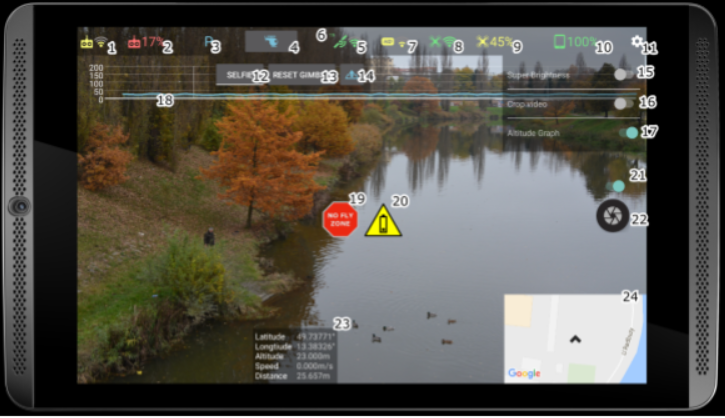 1
17% 2
P 3
4
6
5
HD 7
8
45% 9
100% 10
11
200
150
100
50
0
18
SELFIE 12
RESET GIMB 13
14
Super Brightness 15
Crop video 16
Altitude Graph 17
21
22
NO FLY
ZONE
19
20
23
Latitude 49.73771°
Longtiude 13.38326°
Altitude 23.000m
Speed 0.000m/s
Distance 25.657m
24
Google